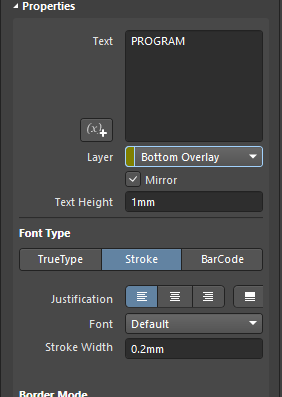 Properties
Text PROGRAM
(x)+
Layer Bottom Overlay
Mirror
Text Height 1mm
Font Type
TrueType Stroke BarCode
Justification
Font Default
Stroke Width 0.2mm
Border Mode